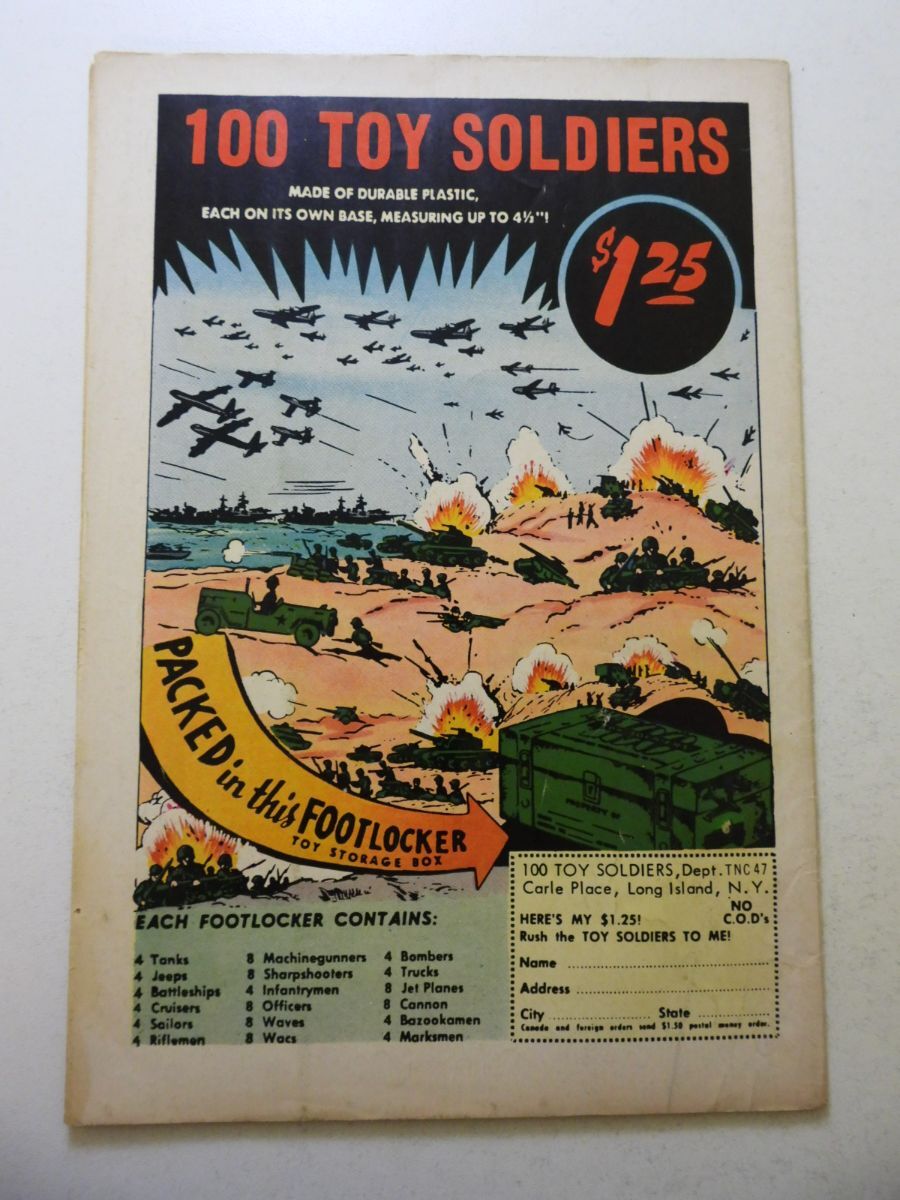 100 TOY SOLDIERS
MADE OF DURABLE PLASTIC,
EACH ON ITS OWN BASE, MEASURING UP TO 4½"!
$1.25
PACKED in this FOOTLOCKER
TOY STORAGE BOX
PROPERTY OF
EACH FOOTLOCKER CONTAINS:
4 Tanks
4 Jeeps
4 Battleships
4 Cruisers
4 Sailors
4 Riflemen
8 Machinegunners
8 Sharpshooters
4 Infantrymen
8 Officers
8 Waves
8 Wacs
4 Bombers
4 Trucks
8 Jet Planes
8 Cannon
4 Bazookamen
4 Marksmen
100 TOY SOLDIERS, Dept. TNC47
Carle Place, Long Island, N. Y.
HERE'S MY $1.25! NO C.O.D's
Rush the TOY SOLDIERS TO ME!
Name
Address
City State
Canada and foreign orders send $1.50 postal money order.